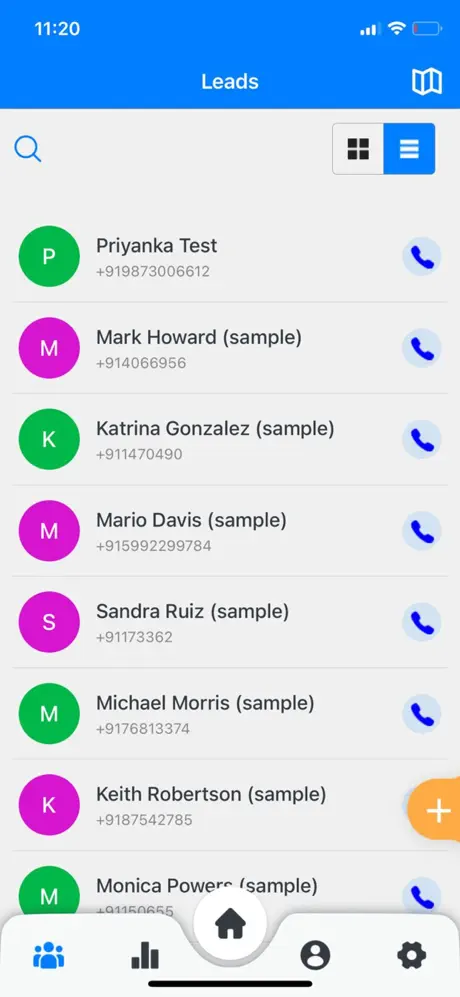 11:20
Leads
P
Priyanka Test
+919873006612
M
Mark Howard (sample)
+914066956
K
Katrina Gonzalez (sample)
+911470490
M
Mario Davis (sample)
+915992299784
S
Sandra Ruiz (sample)
+91173362
M
Michael Morris (sample)
+9176813374
K
Keith Robertson (sample)
+9187542785
M
Monica Powers (sample)
+91150655